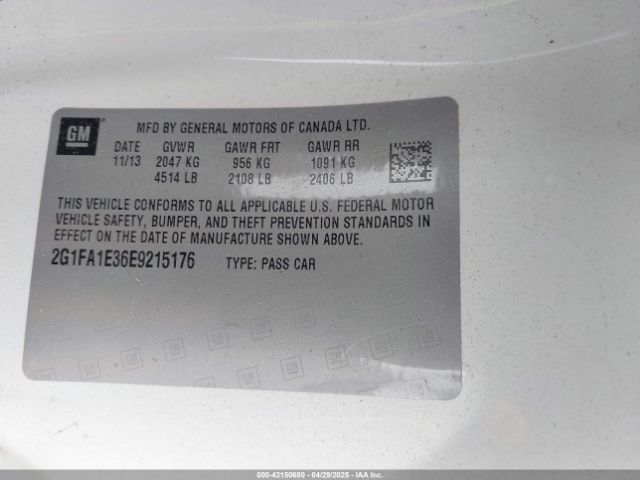 GM
MFD BY GENERAL MOTORS OF CANADA LTD.
DATE GVWR GAWR FRT GAWR RR
11/13 2047 KG 956 KG 1091 KG
4514 LB 2108 LB 2406 LB
THIS VEHICLE CONFORMS TO ALL APPLICABLE U.S. FEDERAL MOTOR
VEHICLE SAFETY, BUMPER, AND THEFT PREVENTION STANDARDS IN
EFFECT ON THE DATE OF MANUFACTURE SHOWN ABOVE.
2G1FA1E36E9215176 TYPE: PASS CAR
000-42150680 04/29/2025 IAAI.COM